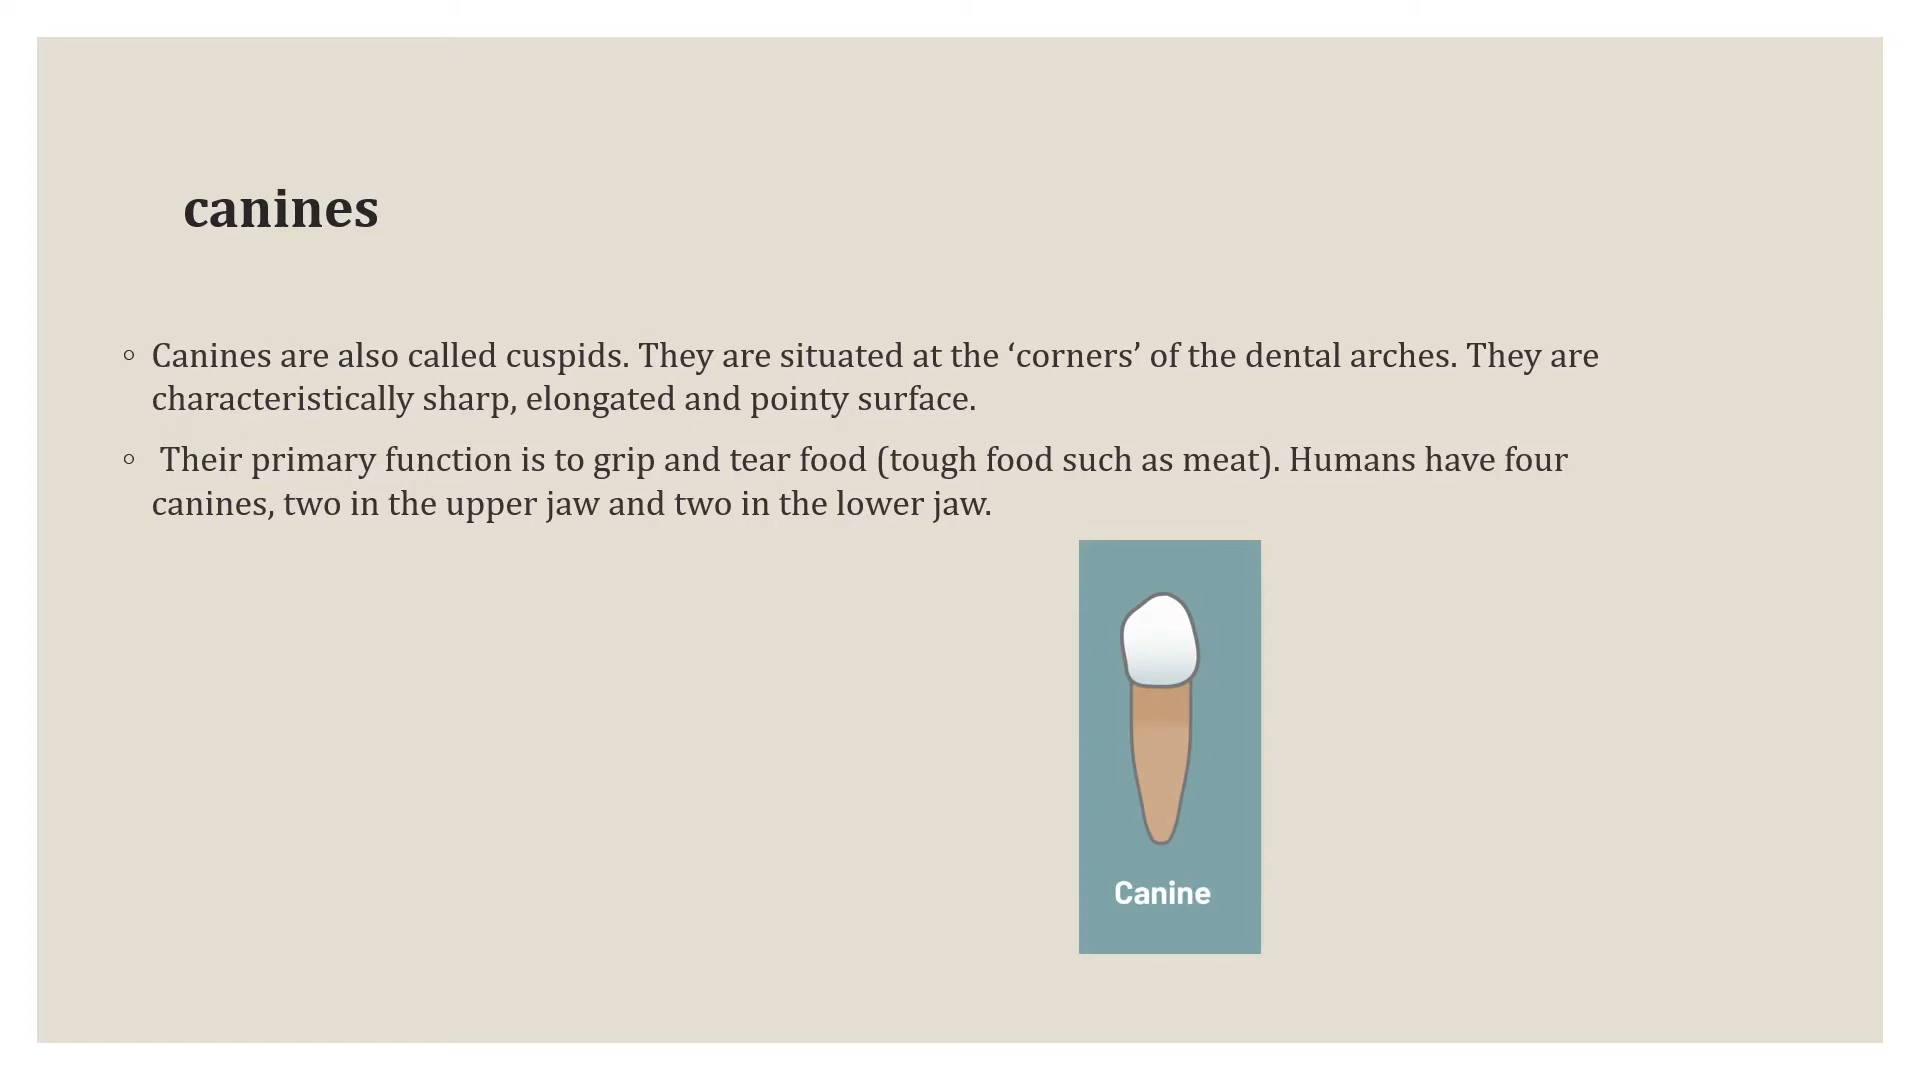 canines
◦ Canines are also called cuspids. They are situated at the ‘corners’ of the dental arches. They are
characteristically sharp, elongated and pointy surface.
◦ Their primary function is to grip and tear food (tough food such as meat). Humans have four
canines, two in the upper jaw and two in the lower jaw.
Canine